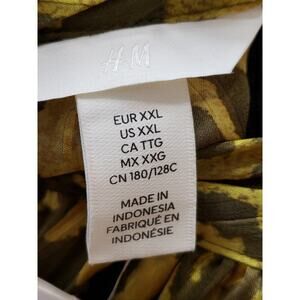 H&M
EUR XXL
US XXL
CA TTG
MX XXG
CN 180/128C
MADE IN
INDONESIA
FABRIQUÉ EN
INDONÉSIE